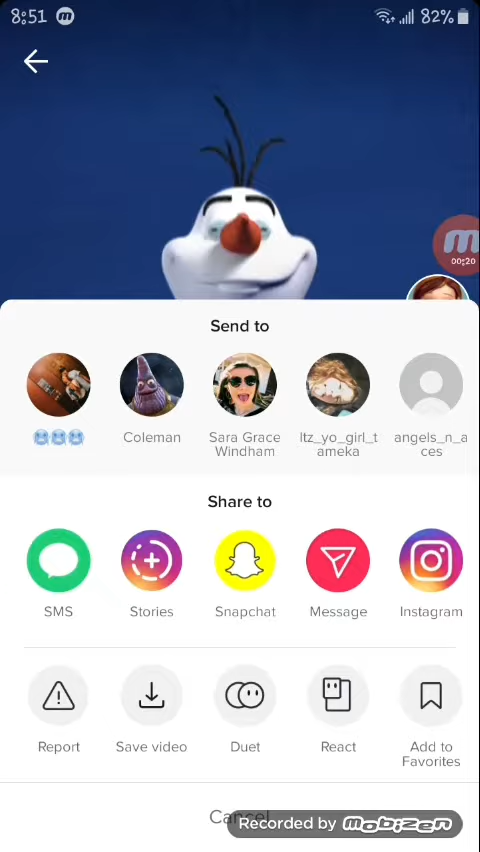 8:51
82%
00:20
Send to
Coleman
Sara Grace
Windham
Itz_yo_girl_t
ameka
angels_n_a
ces
Share to
SMS
Stories
Snapchat
Message
Instagram
Report
Save video
Duet
React
Add to
Favorites
Cancel
Recorded by mobizen